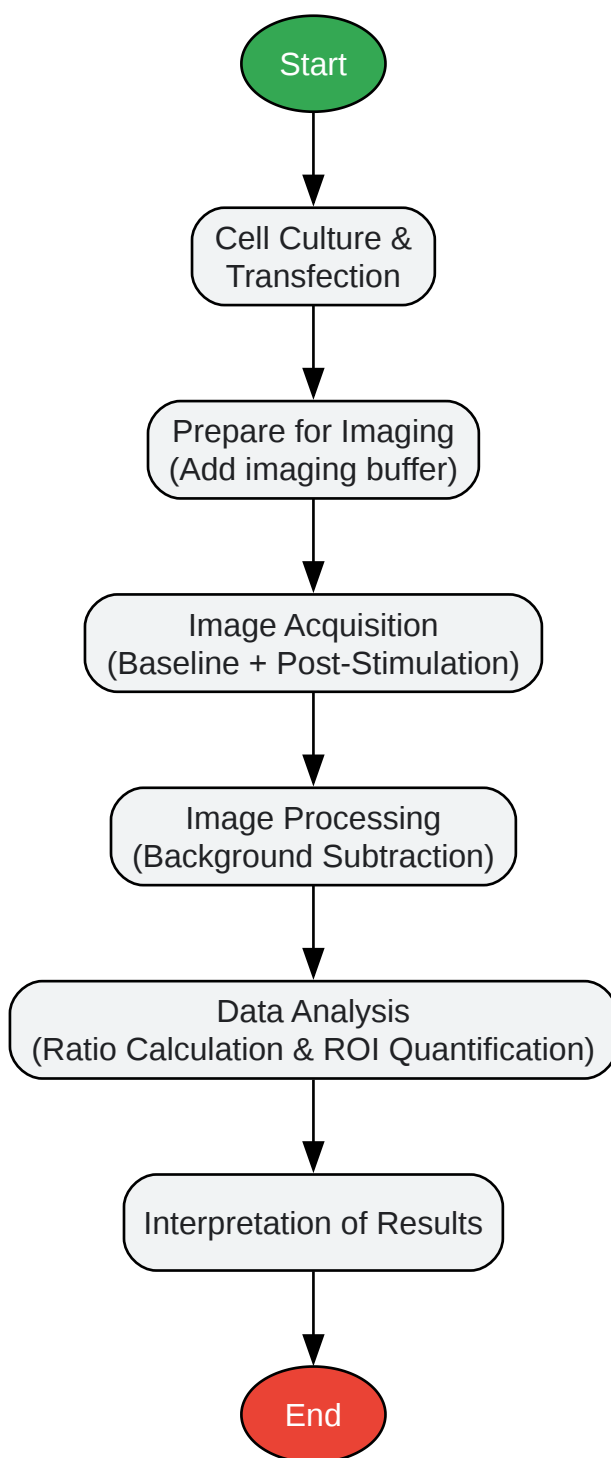 Start
Cell Culture &
Transfection
Prepare for Imaging
(Add imaging buffer)
Image Acquisition
(Baseline + Post-Stimulation)
Image Processing
(Background Subtraction)
Data Analysis
(Ratio Calculation & ROI Quantification)
Interpretation of Results
End